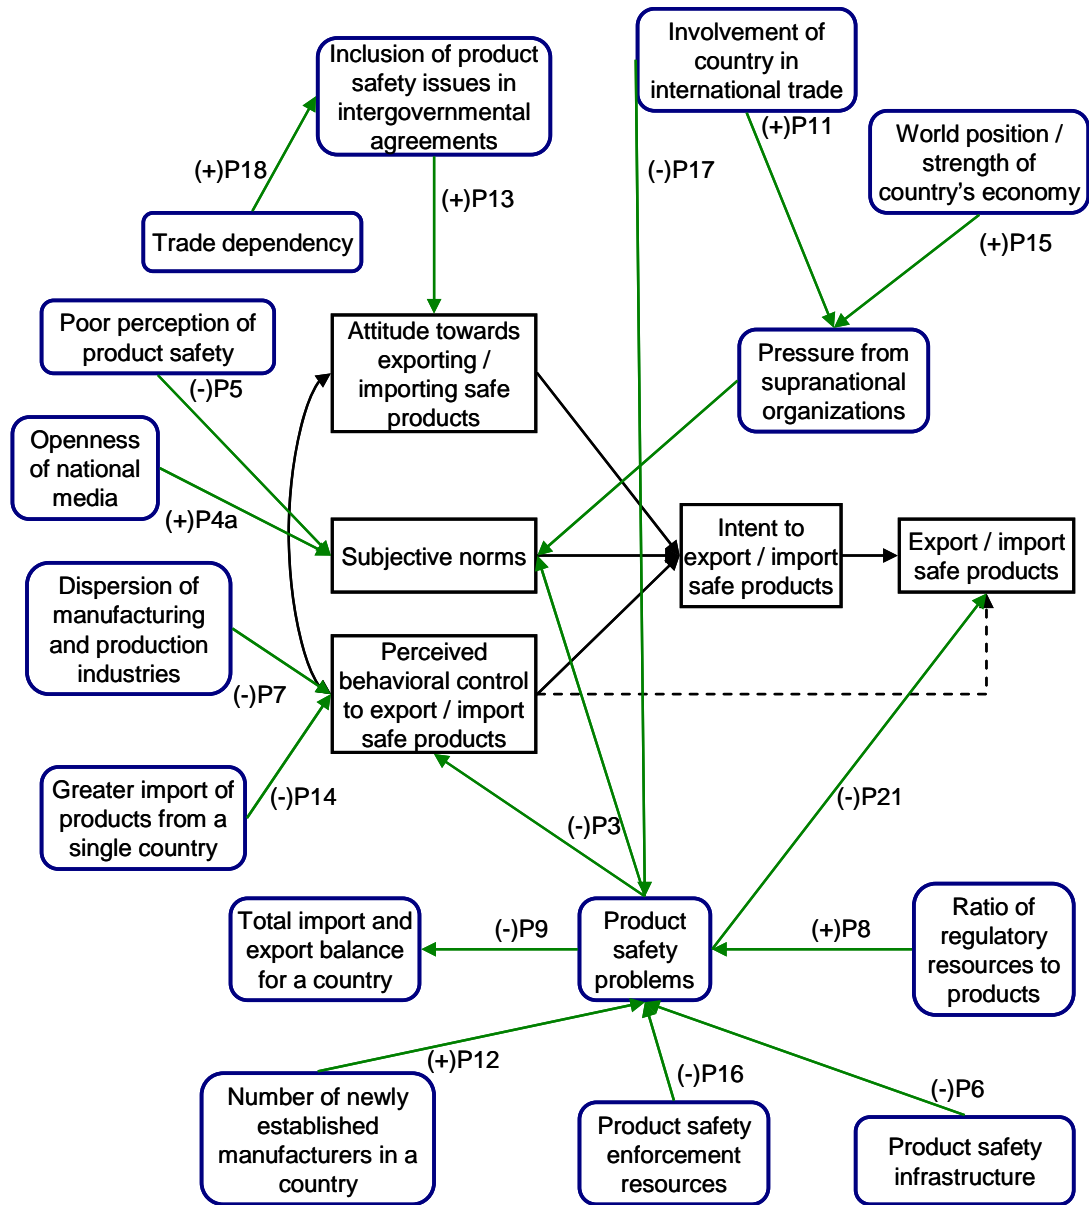 Inclusion of product
safety issues in
intergovernmental
agreements
Involvement of
country in
international trade
(+)P11
World position /
strength of
country's economy
(+)P18
(+)P13
(-)P17
(+)P15
Trade dependency
Poor perception of
product safety
Attitude towards
exporting /
importing safe
products
Pressure from
supranational
organizations
(-)P5
Openness
of national
media
(+)P4a
Subjective norms
Intent to
export / import
safe products
Export / import
safe products
Dispersion of
manufacturing
and production
industries
(-)P7
Perceived
behavioral control
to export / import
safe products
Greater import of
products from a
single country
(-)P14
(-)P3
(-)P21
Total import and
export balance
for a country
(-)P9
Product
safety
problems
(+)P8
Ratio of
regulatory
resources to
products
(+)P12
(-)P16
(-)P6
Number of newly
established
manufacturers in a
country
Product safety
enforcement
resources
Product safety
infrastructure